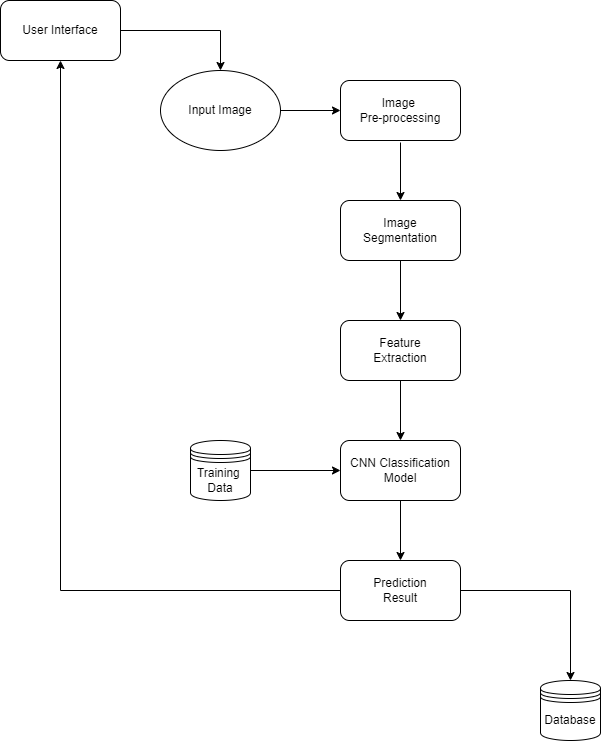 User Interface
Input Image
Image
Pre-processing
Image
Segmentation
Feature
Extraction
Training
Data
CNN Classification
Model
Prediction
Result
Database